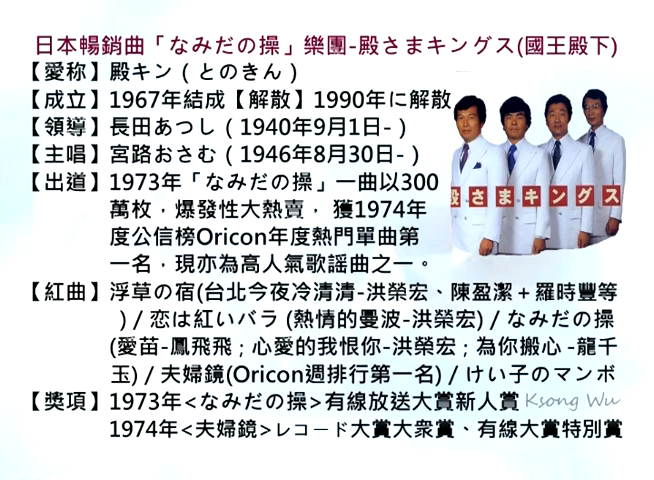 日本暢銷曲「なみだの操」樂團-殿さまキングス(國王殿下)
【愛称】殿キン（とのきん）
【成立】1967年結成【解散】1990年に解散
【領導】長田あつし（1940年9月1日-）
【主唱】宮路おさむ（1946年8月30日-）
【出道】1973年「なみだの操」一曲以300
萬枚，爆發性大熱賣， 獲1974年
度公信榜Oricon年度熱門單曲第
一名，現亦為高人氣歌謡曲之一。
殿さまキングス
【紅曲】浮草の宿(台北今夜冷清清-洪榮宏、陳盈潔＋羅時豐等
) / 恋は紅いバラ (熱情的曼波-洪榮宏) / なみだの操
(愛苗-鳳飛飛；心愛的我恨你-洪榮宏；為你搬心 -龍千
玉) / 夫婦鏡(Oricon週排行第一名) / けい子のマンボ
【獎項】1973年<なみだの操>有線放送大賞新人賞 Ksong Wu
1974年<夫婦鏡>レコード大賞大衆賞、有線大賞特別賞